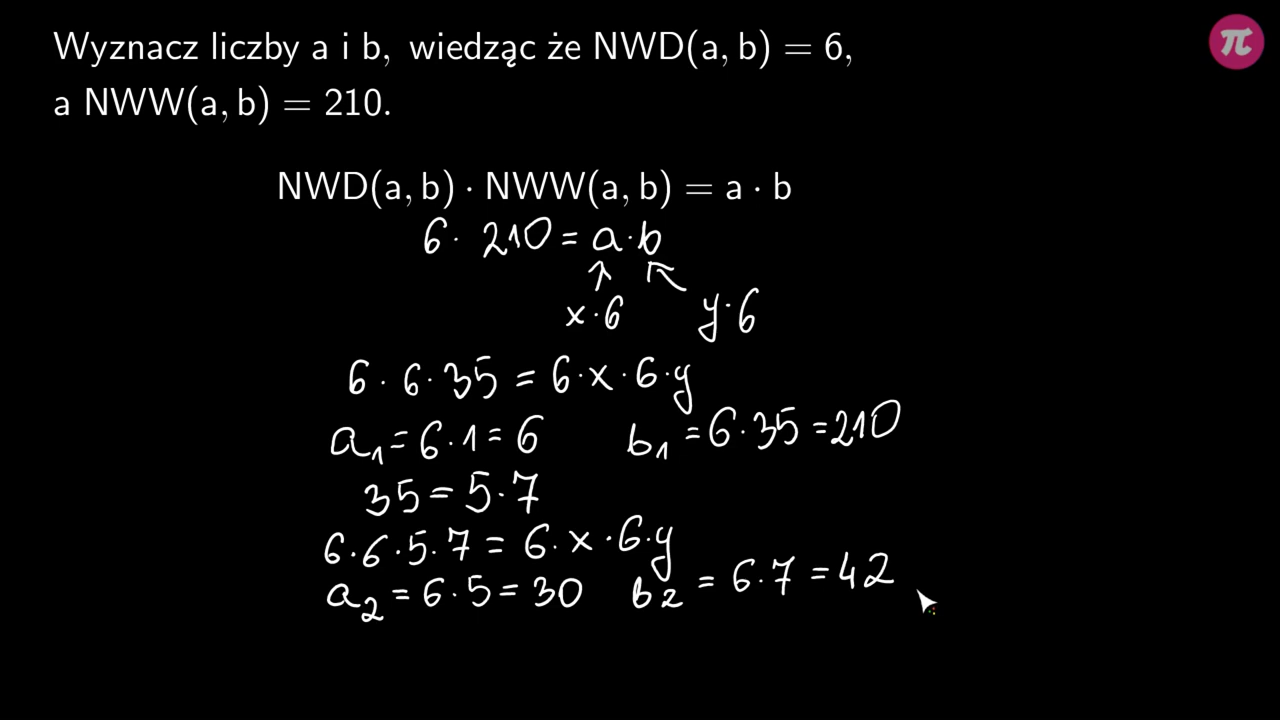 Wyznacz liczby a i b, wiedząc że NWD(a, b) = 6,
a NWW(a, b) = 210.
π
NWD(a, b) · NWW(a, b) = a · b
6 · 210 = a · b
x · 6 y · 6
6 · 6 · 35 = 6 · x · 6 · y
a₁ = 6 · 1 = 6 b₁ = 6 · 35 = 210
35 = 5 · 7
6 · 6 · 5 · 7 = 6 · x · 6 · y
a₂ = 6 · 5 = 30 b₂ = 6 · 7 = 42